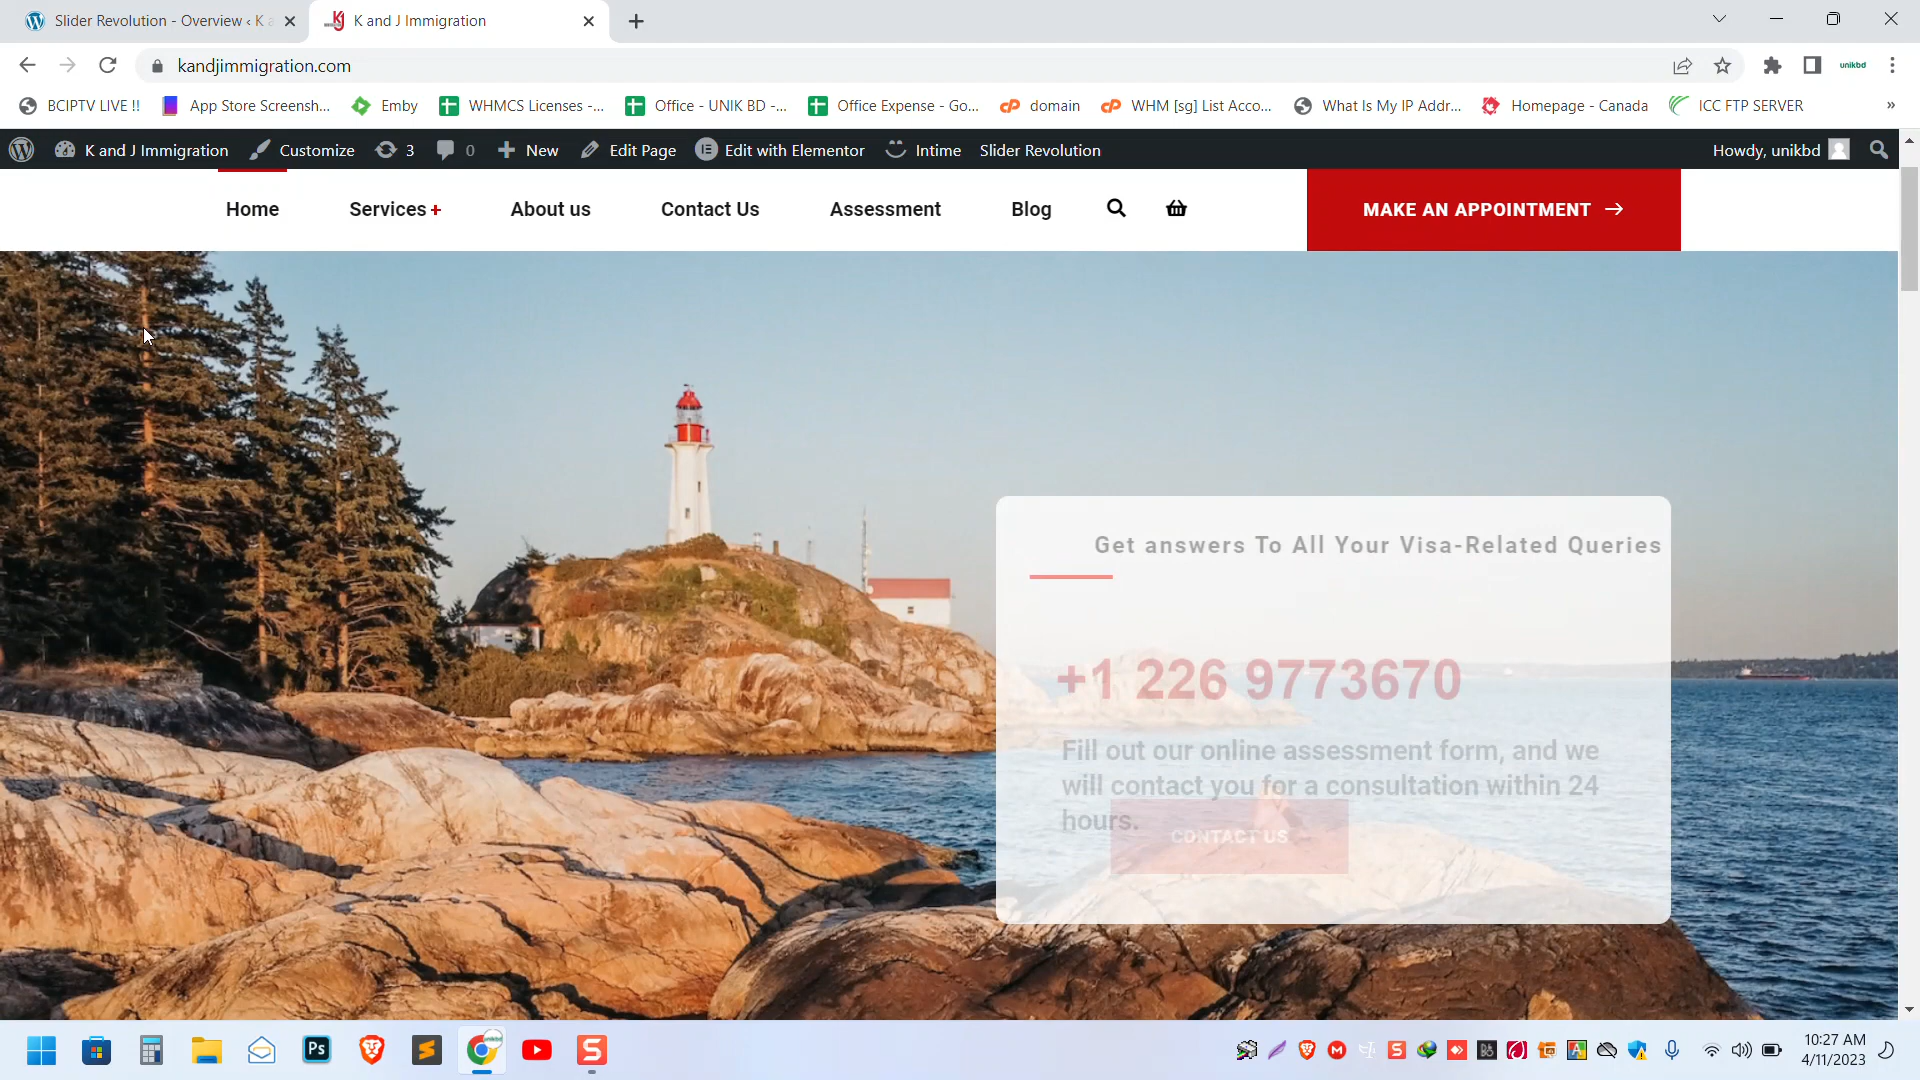 Slider Revolution - Overview ‹ K a
K and J Immigration
kandjimmigration.com
unikbd
BCIPTV LIVE !!
App Store Screensh...
Emby
WHMCS Licenses -...
Office - UNIK BD -...
Office Expense - Go...
domain
WHM [sg] List Acco...
What Is My IP Addr...
Homepage - Canada
ICC FTP SERVER
»
K and J Immigration
Customize
3
0
New
Edit Page
Edit with Elementor
Intime
Slider Revolution
Howdy, unikbd
Home
Services+
About us
Contact Us
Assessment
Blog
MAKE AN APPOINTMENT
Get answers To All Your Visa-Related Queries
+1 226 9773670
Fill out our online assessment form, and we
will contact you for a consultation within 24
hours.
CONTACT US
Ps
10:27 AM
4/11/2023